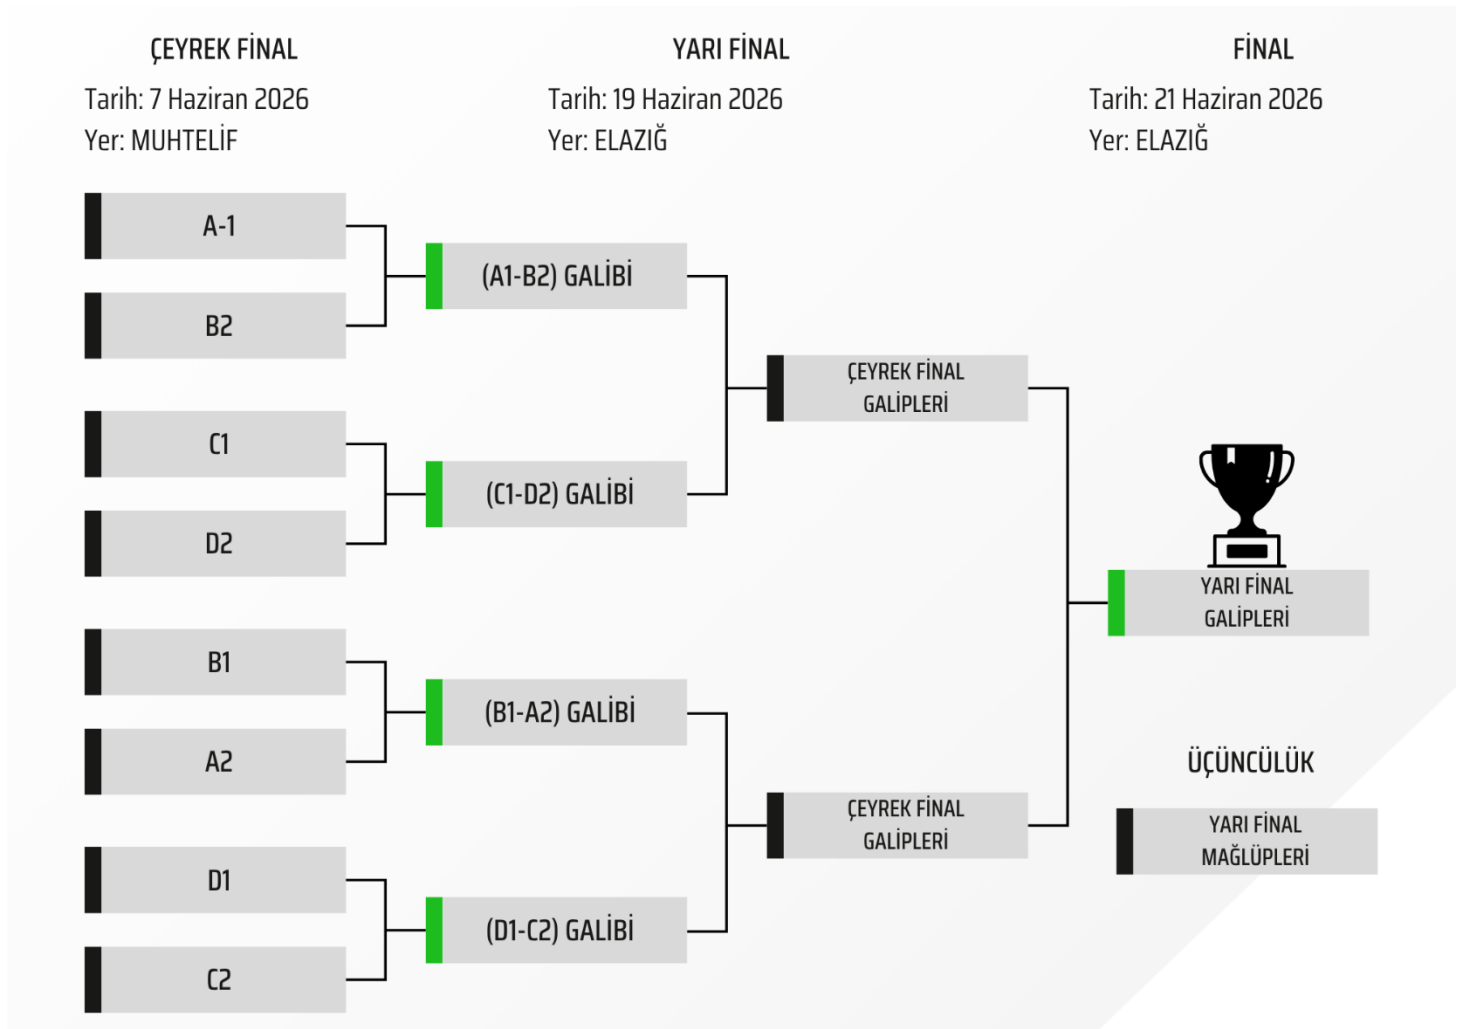 ÇEYREK FİNAL
Tarih: 7 Haziran 2026
Yer: MUHTELİF
YARI FİNAL
Tarih: 19 Haziran 2026
Yer: ELAZIĞ
FİNAL
Tarih: 21 Haziran 2026
Yer: ELAZIĞ
A-1
B2
C1
D2
B1
A2
D1
C2
(A1-B2) GALİBİ
(C1-D2) GALİBİ
(B1-A2) GALİBİ
(D1-C2) GALİBİ
ÇEYREK FİNAL
GALİPLERİ
ÇEYREK FİNAL
GALİPLERİ
YARI FİNAL
GALİPLERİ
ÜÇÜNCÜLÜK
YARI FİNAL
MAĞLÜPLERİ